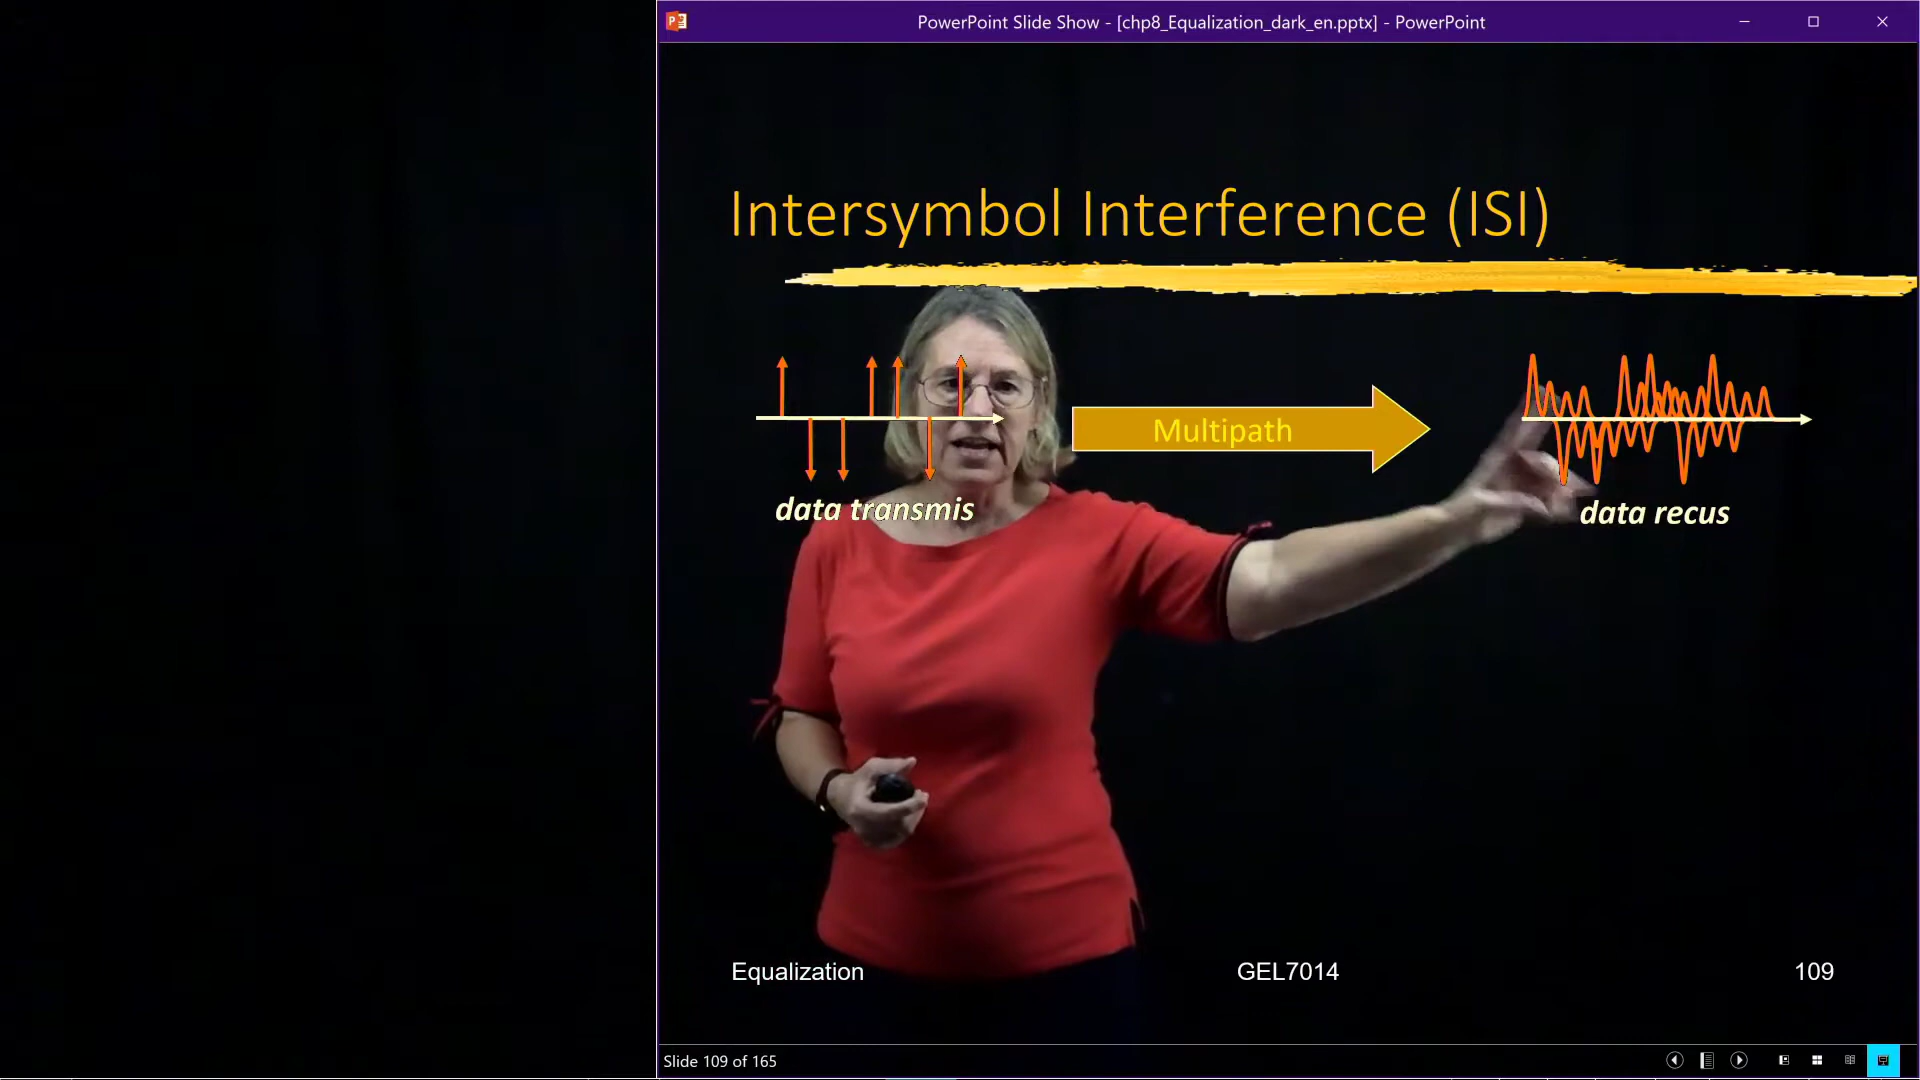 PowerPoint Slide Show - [chp8_Equalization_dark_en.pptx] - PowerPoint
Intersymbol Interference (ISI)
Multipath
data transmis
data recus
Equalization
GEL7014
109
Slide 109 of 165